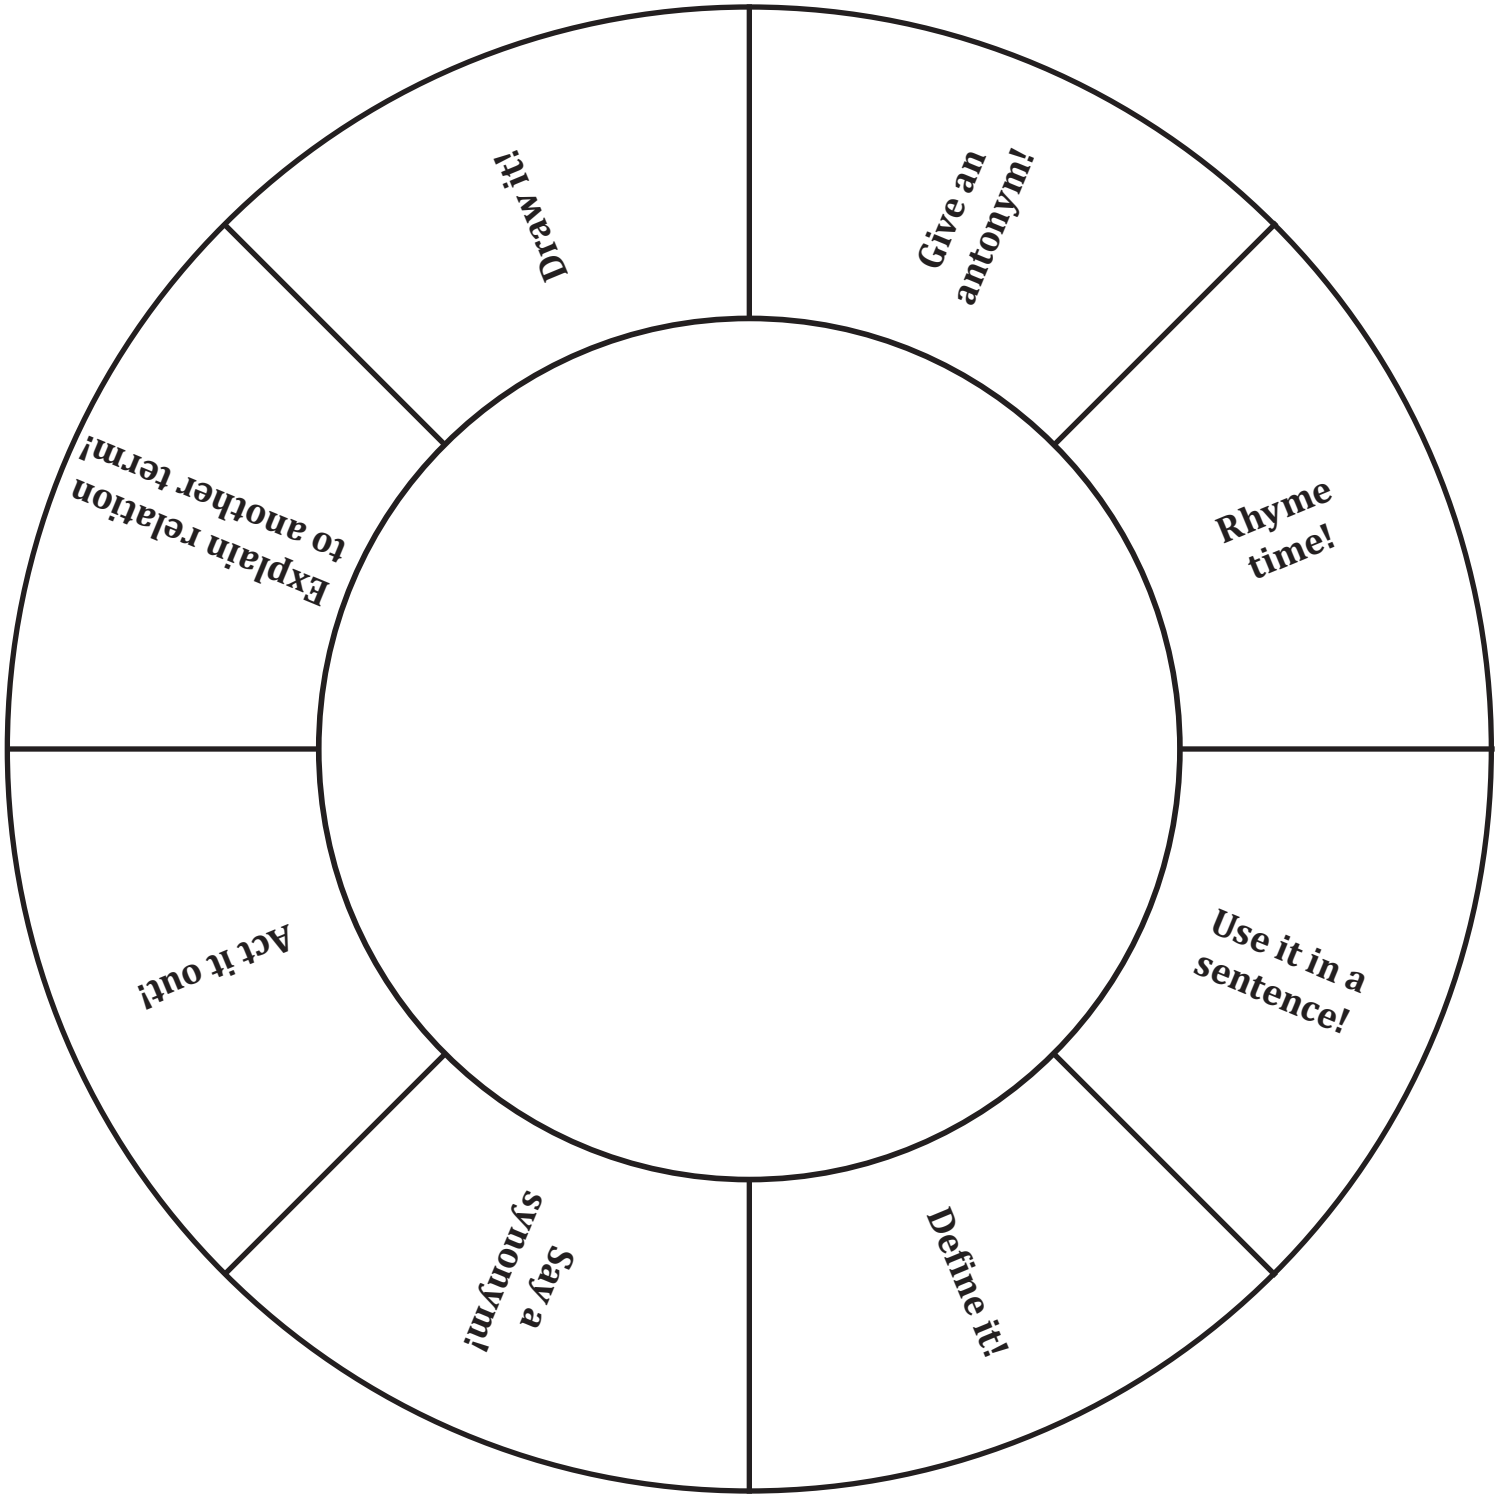 Give an
antonym!
Rhyme
time!
Use it in a
sentence!
Define it!
Say a
synonym!
Act it out!
Explain relation
to another term!
Draw it!